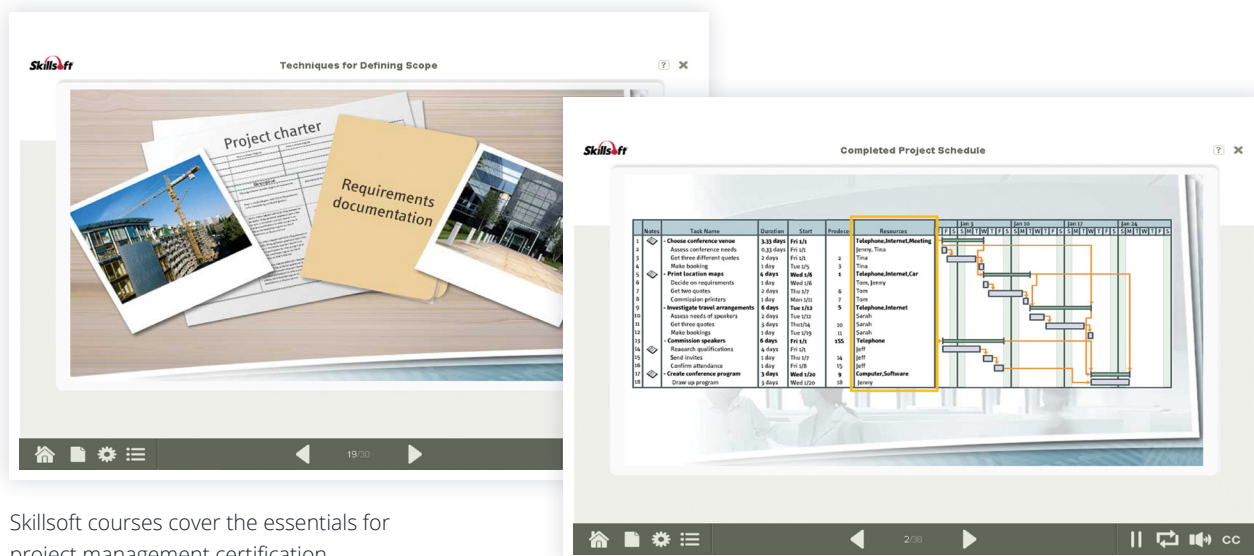 Skillsoft
Techniques for Defining Scope
?
Project charter
Description
Requirements
documentation
19/30
Skillsoft
Completed Project Schedule
?
Notes Task Name Duration Start Predece Resources
Jan 3 Jan 10 Jan 17 Jan 24
T F S S M T W T F S S M T W T F S S M T W T F S S M T W T F S
1 - Choose conference venue 3.33 days Fri 1/1 Telephone,Internet,Meeting
2 Assess conference needs 0.33 days Fri 1/1 Jenny, Tina
3 Get three different quotes 2 days Fri 1/1 2 Tina
4 Make booking 1 day Tue 1/5 3 Tina
5 - Print location maps 4 days Wed 1/6 1 Telephone,Internet,Car
6 Decide on requirements 1 day Wed 1/6 Tom, Jenny
7 Get two quotes 2 days Thu 1/7 6 Tom
8 Commission printers 1 day Mon 1/11 7 Tom
9 - Investigate travel arrangements 6 days Tue 1/12 5 Telephone,Internet
10 Assess needs of speakers 2 days Tue 1/12 Sarah
11 Get three quotes 3 days Thu1/14 10 Sarah
12 Make bookings 1 day Tue 1/19 11 Sarah
13 - Commission speakers 6 days Fri 1/1 1SS Telephone
14 Research qualifications 4 days Fri 1/1 Jeff
15 Send invites 1 day Thu 1/7 14 Jeff
16 Confirm attendance 1 day Fri 1/8 15 Jeff
17 - Create conference program 3 days Wed 1/20 9 Computer,Software
18 Draw up program 3 days Wed 1/20 18 Jenny
2/38
CC
Skillsoft courses cover the essentials for
project management certification